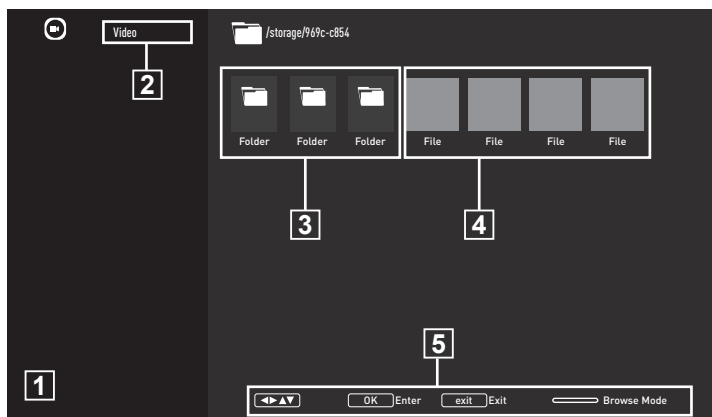 Video
/storage/969c-c854
2
Folder Folder Folder File File File File
3 4
5
1
OK Enter exit Exit Browse Mode